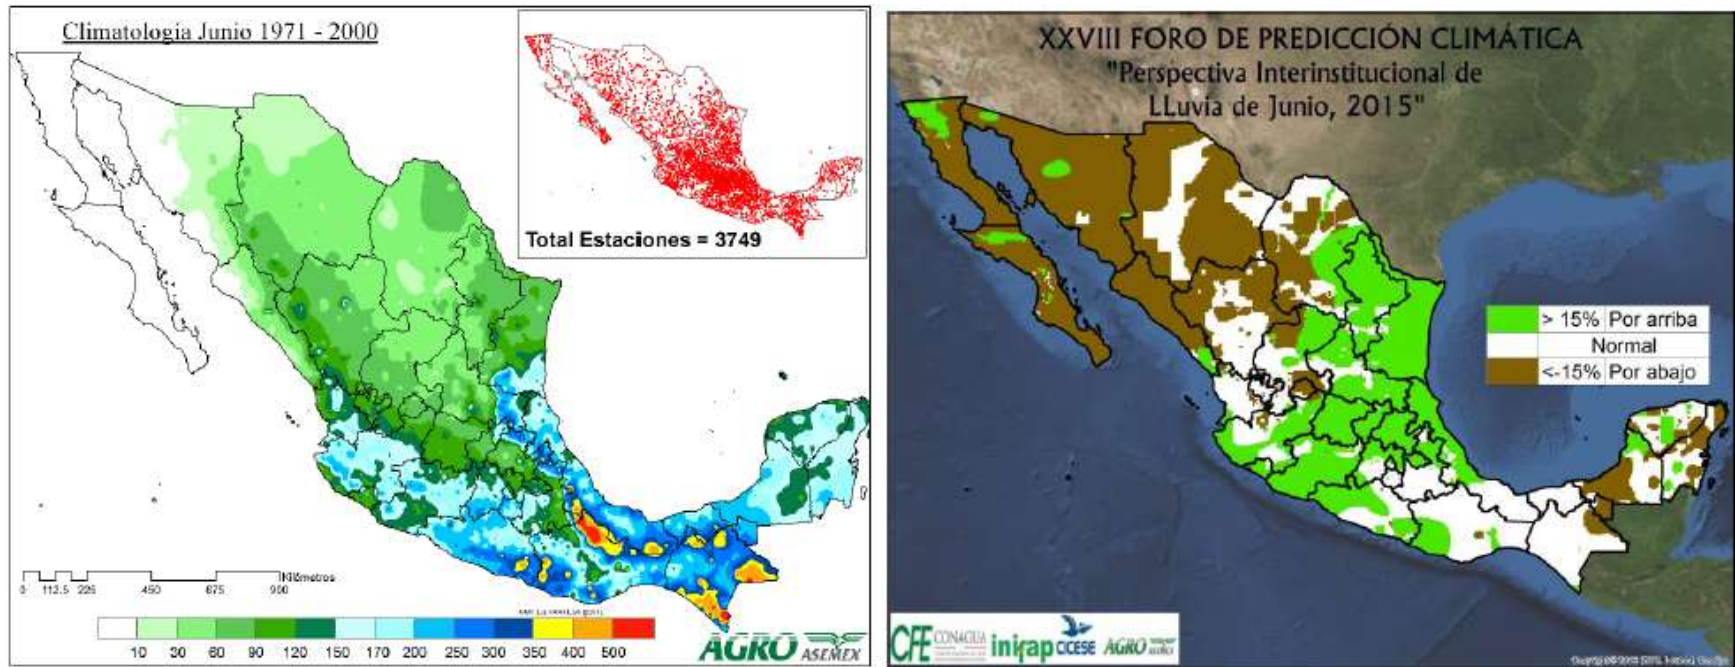 Climatología Junio 1971 - 2000
Total Estaciones = 3749
0 112.5 225 450 675 900
Kilómetros
10 30 60 90 120 150 170 200 250 300 350 400 500
AGRO
ASEMEX
XXVIII FORO DE PREDICCIÓN CLIMÁTICA
"Perspectiva Interinstitucional de
LLuvia de Junio, 2015"
> 15% Por arriba
Normal
<-15% Por abajo
CFE CONAGUA inifap CICESE AGRO